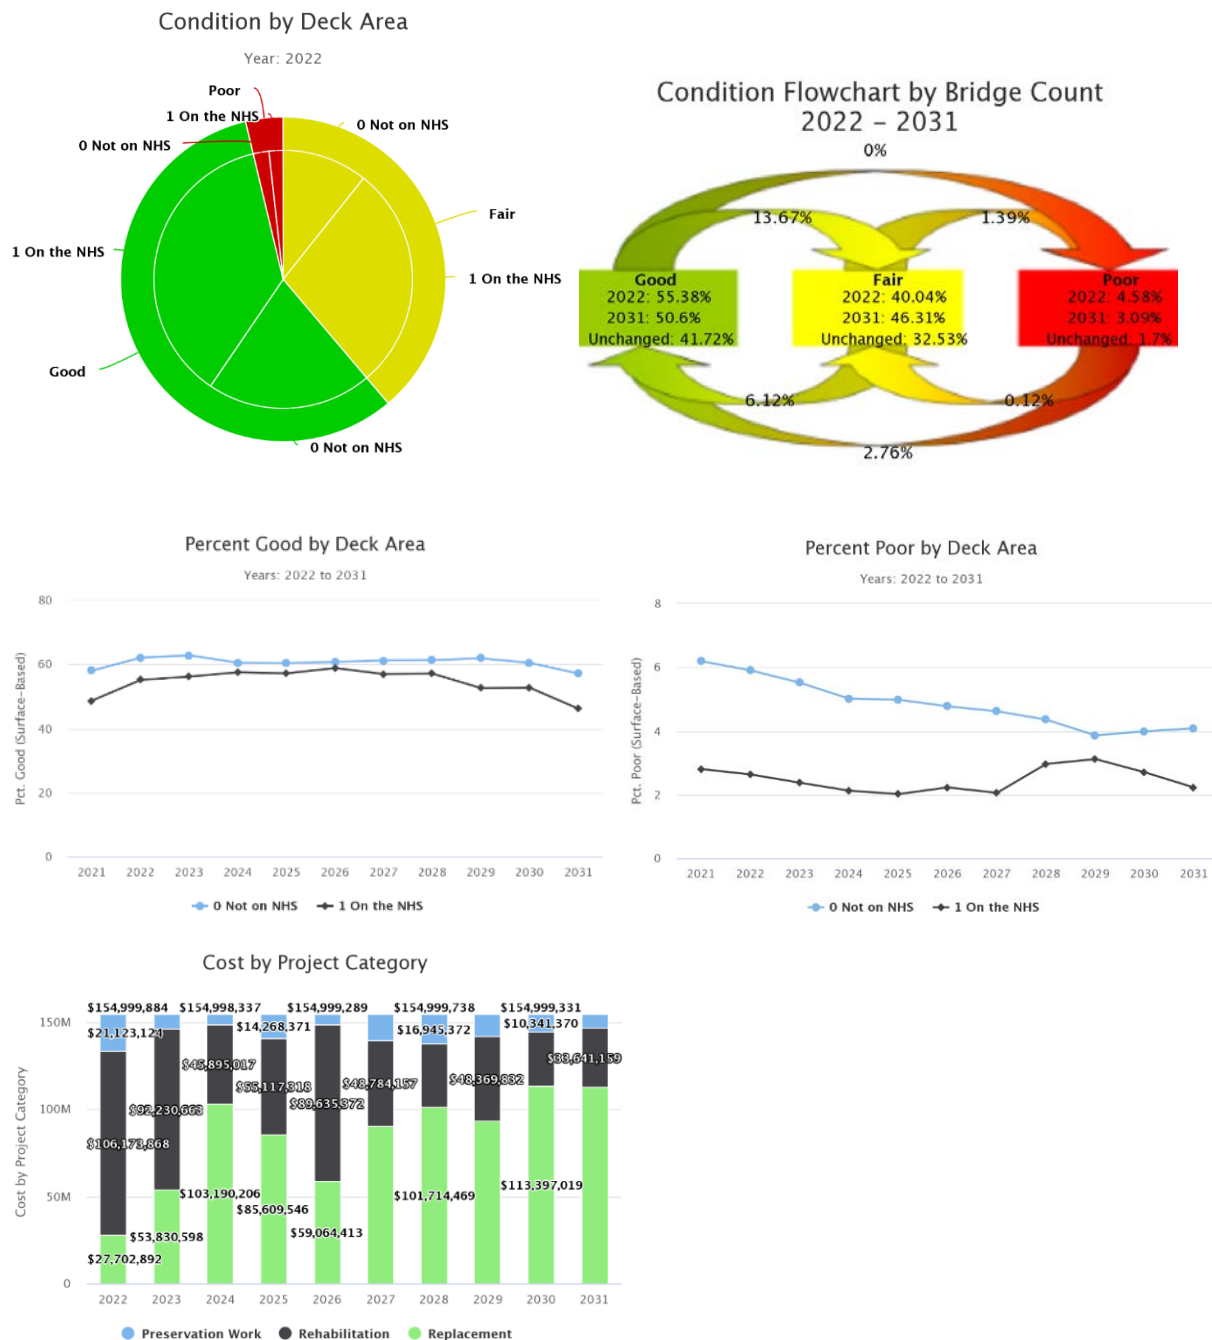 Condition by Deck Area
Year: 2022
Poor
1 On the NHS
0 Not on NHS
0 Not on NHS
Fair
1 On the NHS
1 On the NHS
Good
0 Not on NHS
Condition Flowchart by Bridge Count
2022 - 2031
0%
13.67%
1.39%
Good
2022: 55.38%
2031: 50.6%
Unchanged: 41.72%
Fair
2022: 40.04%
2031: 46.31%
Unchanged: 32.53%
Poor
2022: 4.58%
2031: 3.09%
Unchanged: 1.7%
6.12%
0.12%
2.76%
Percent Good by Deck Area
Years: 2022 to 2031
Pct. Good (Surface-Based)
80
60
40
20
0
2021 2022 2023 2024 2025 2026 2027 2028 2029 2030 2031
0 Not on NHS 1 On the NHS
Percent Poor by Deck Area
Years: 2022 to 2031
Pct. Poor (Surface-Based)
8
6
4
2
0
2021 2022 2023 2024 2025 2026 2027 2028 2029 2030 2031
0 Not on NHS 1 On the NHS
Cost by Project Category
Cost by Project Category
$154,999,884 $154,998,337 $154,999,289 $154,999,738 $154,999,331
150M
$21,123,124 $14,268,371 $16,945,372 $10,341,370
$45,895,017 $55,117,318 $48,784,157 $48,369,832 $33,641,159
$92,230,663 $89,635,372
100M
$106,173,868
$103,190,206 $101,714,469 $113,397,019
$85,609,546
50M
$53,830,598 $59,064,413
$27,702,892
0
2022 2023 2024 2025 2026 2027 2028 2029 2030 2031
Preservation Work Rehabilitation Replacement